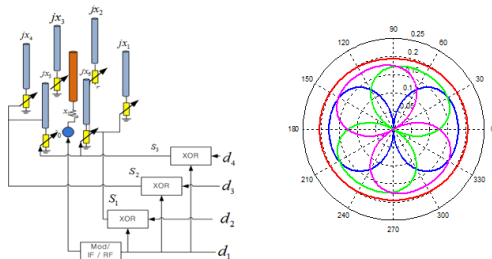 jx₃
jx₂
jx₄
jx₁
jx₅
jx₆
XOR
S₃
d₄
XOR
S₂
d₃
XOR
S₁
d₂
Mod/
IF / RF
d₁
90
0.25
120
60
0.2
150
30
180
0
210
330
240
300
270